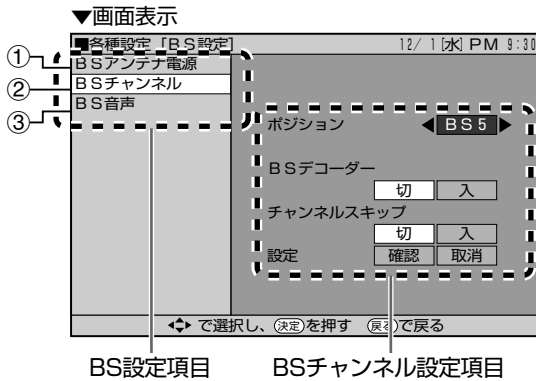 ▼画面表示
■各種設定 [BS設定] 12/ 1 [水] PM 9:30
① BSアンテナ電源
② BSチャンネル
③ BS音声
ポジション ◀ BS5 ▶
BSデコーダー
切 入
チャンネルスキップ
切 入
設定 確認 取消
で選択し、決定を押す 戻るで戻る
BS設定項目 BSチャンネル設定項目